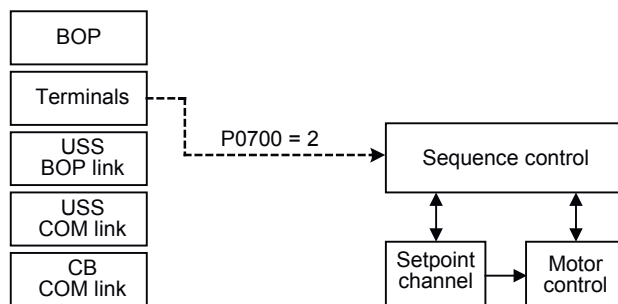 BOP
Terminals
P0700 = 2
USS
BOP link
Sequence control
USS
COM link
CB
COM link
Setpoint
channel
Motor
control